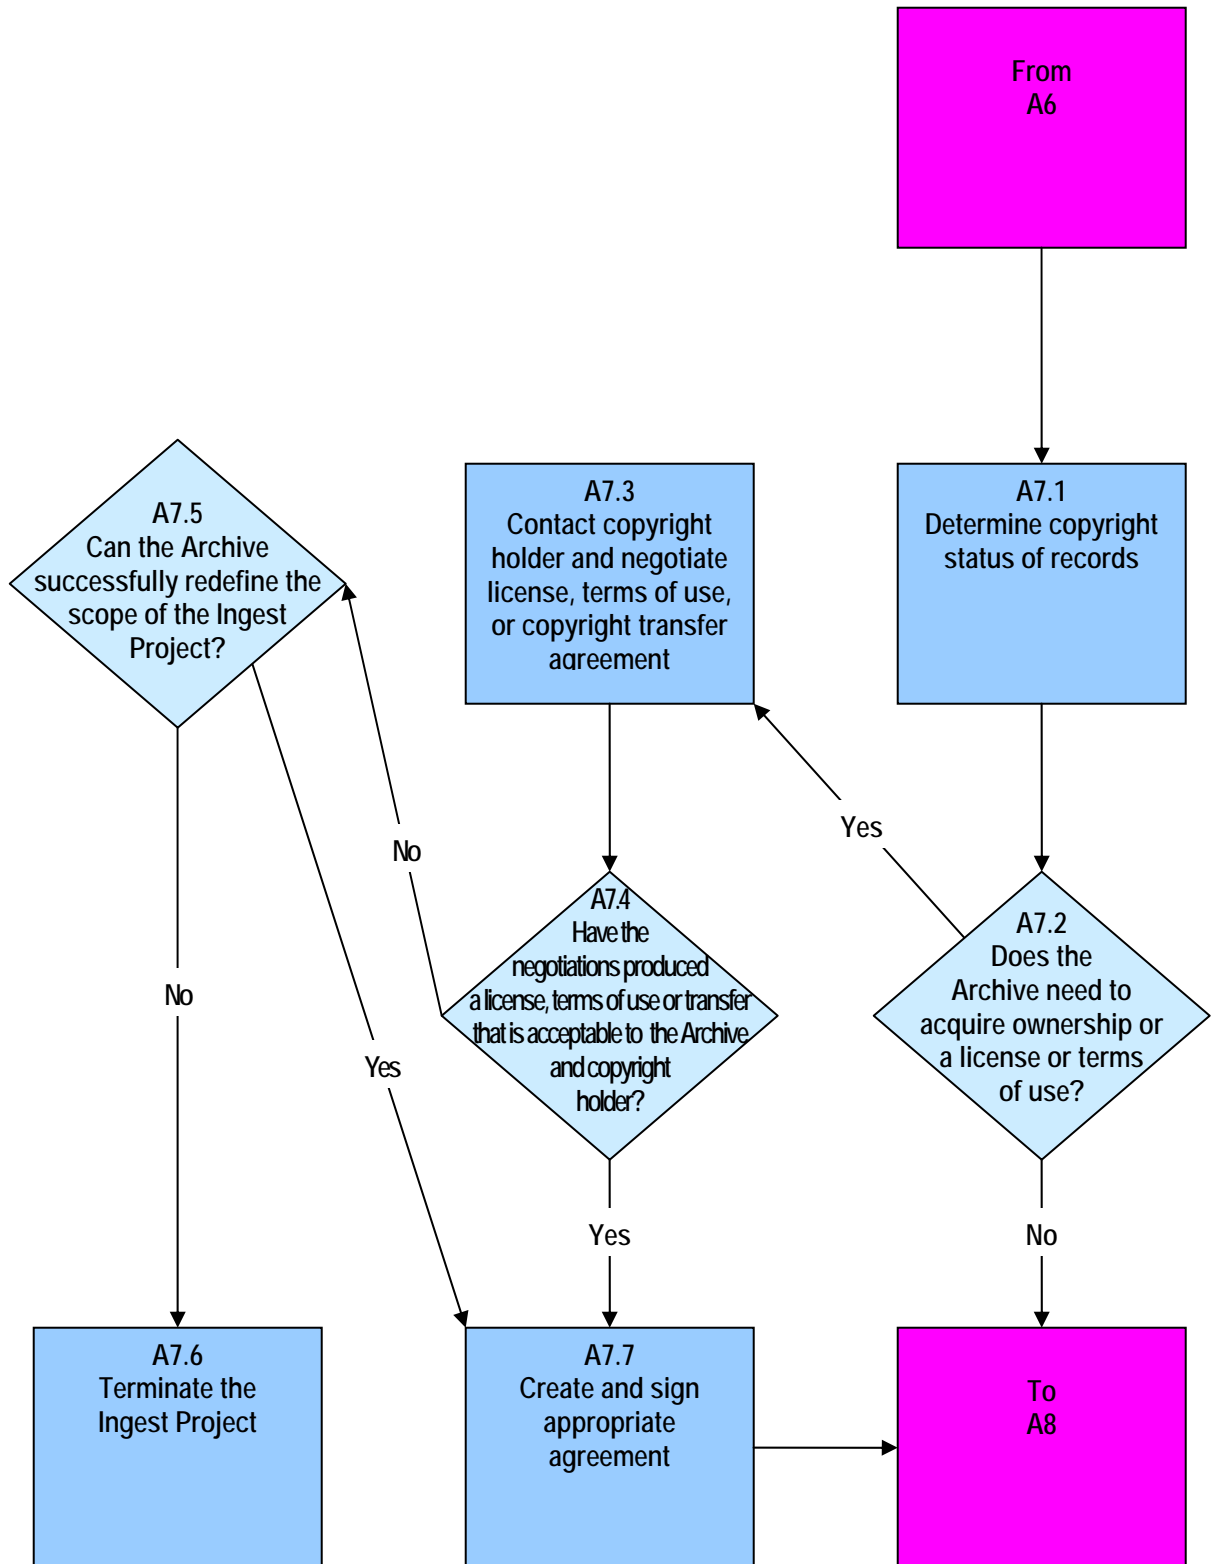 From
A6
A7.5
Can the Archive
successfully redefine the
scope of the Ingest
Project?
A7.3
Contact copyright
holder and negotiate
license, terms of use,
or copyright transfer
agreement
A7.1
Determine copyright
status of records
Yes
No
A7.4
Have the
negotiations produced
a license, terms of use or transfer
that is acceptable to the Archive
and copyright
holder?
A7.2
Does the
Archive need to
acquire ownership or
a license or terms
of use?
No
Yes
Yes
No
A7.6
Terminate the
Ingest Project
A7.7
Create and sign
appropriate
agreement
To
A8